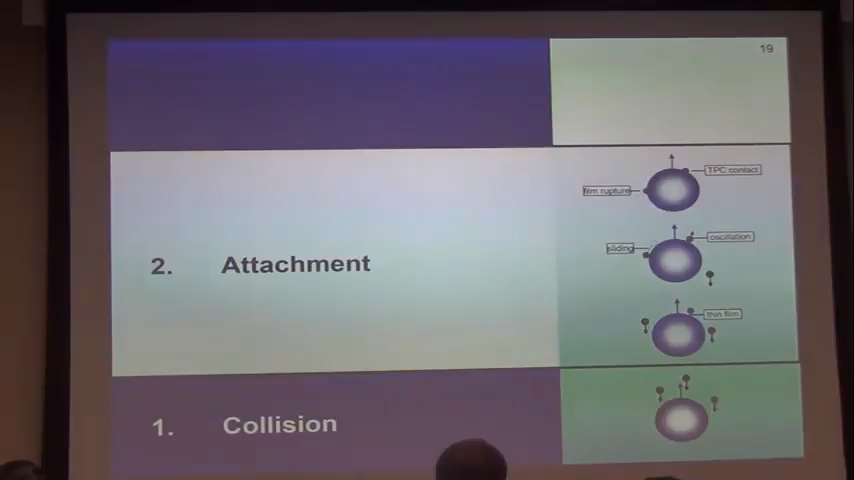 19
TPC contact
film rupture
oscillation
sliding
2. Attachment
thin film
1. Collision